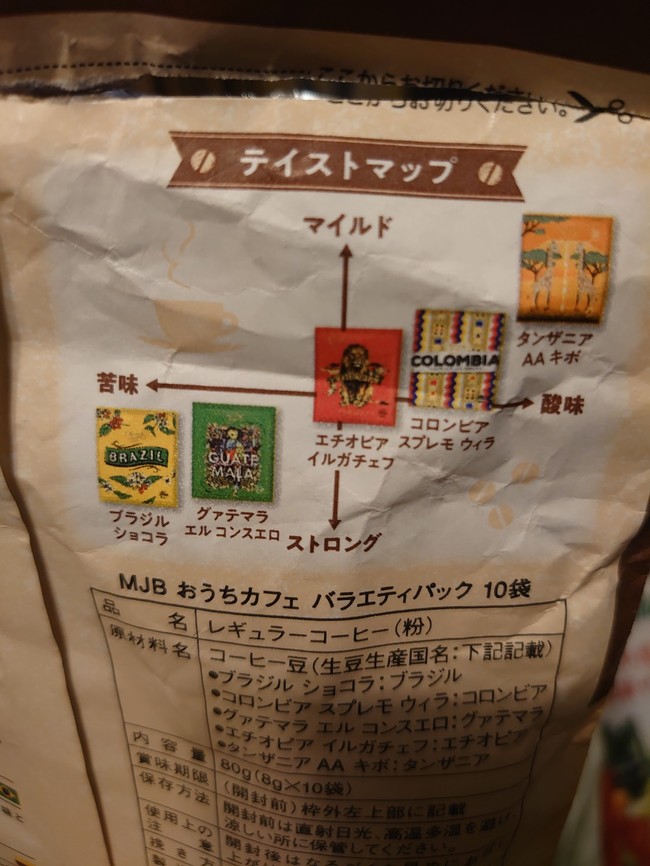 ここからお切りください。
テイストマップ
マイルド
タンザニア
AA キボ
COLOMBIA
苦味
酸味
コロンビア
スプレモ ウィラ
エチオピア
イルガチェフ
BRAZIL
GUATE
MALA
ブラジル
ショコラ
グァテマラ
エル コンスエロ
ストロング
MJB おうちカフェ バラエティパック 10袋
品名 レギュラーコーヒー(粉)
原材料名 コーヒー豆(生豆生産国名:下記記載)
●ブラジル ショコラ:ブラジル
●コロンビア スプレモ ウィラ:コロンビア
●グァテマラ エル コンスエロ:グァテマラ
●エチオピア イルガチェフ:エチオピア
●タンザニア AA キボ:タンザニア
内容量 80g(8g×10袋)
賞味期限 (開封前)枠外左上部に記載
保存方法 開封前は直射日光、高温多湿を避け
涼しい所に保管してください。
使用上の
注意 開封後はなる
挽き方